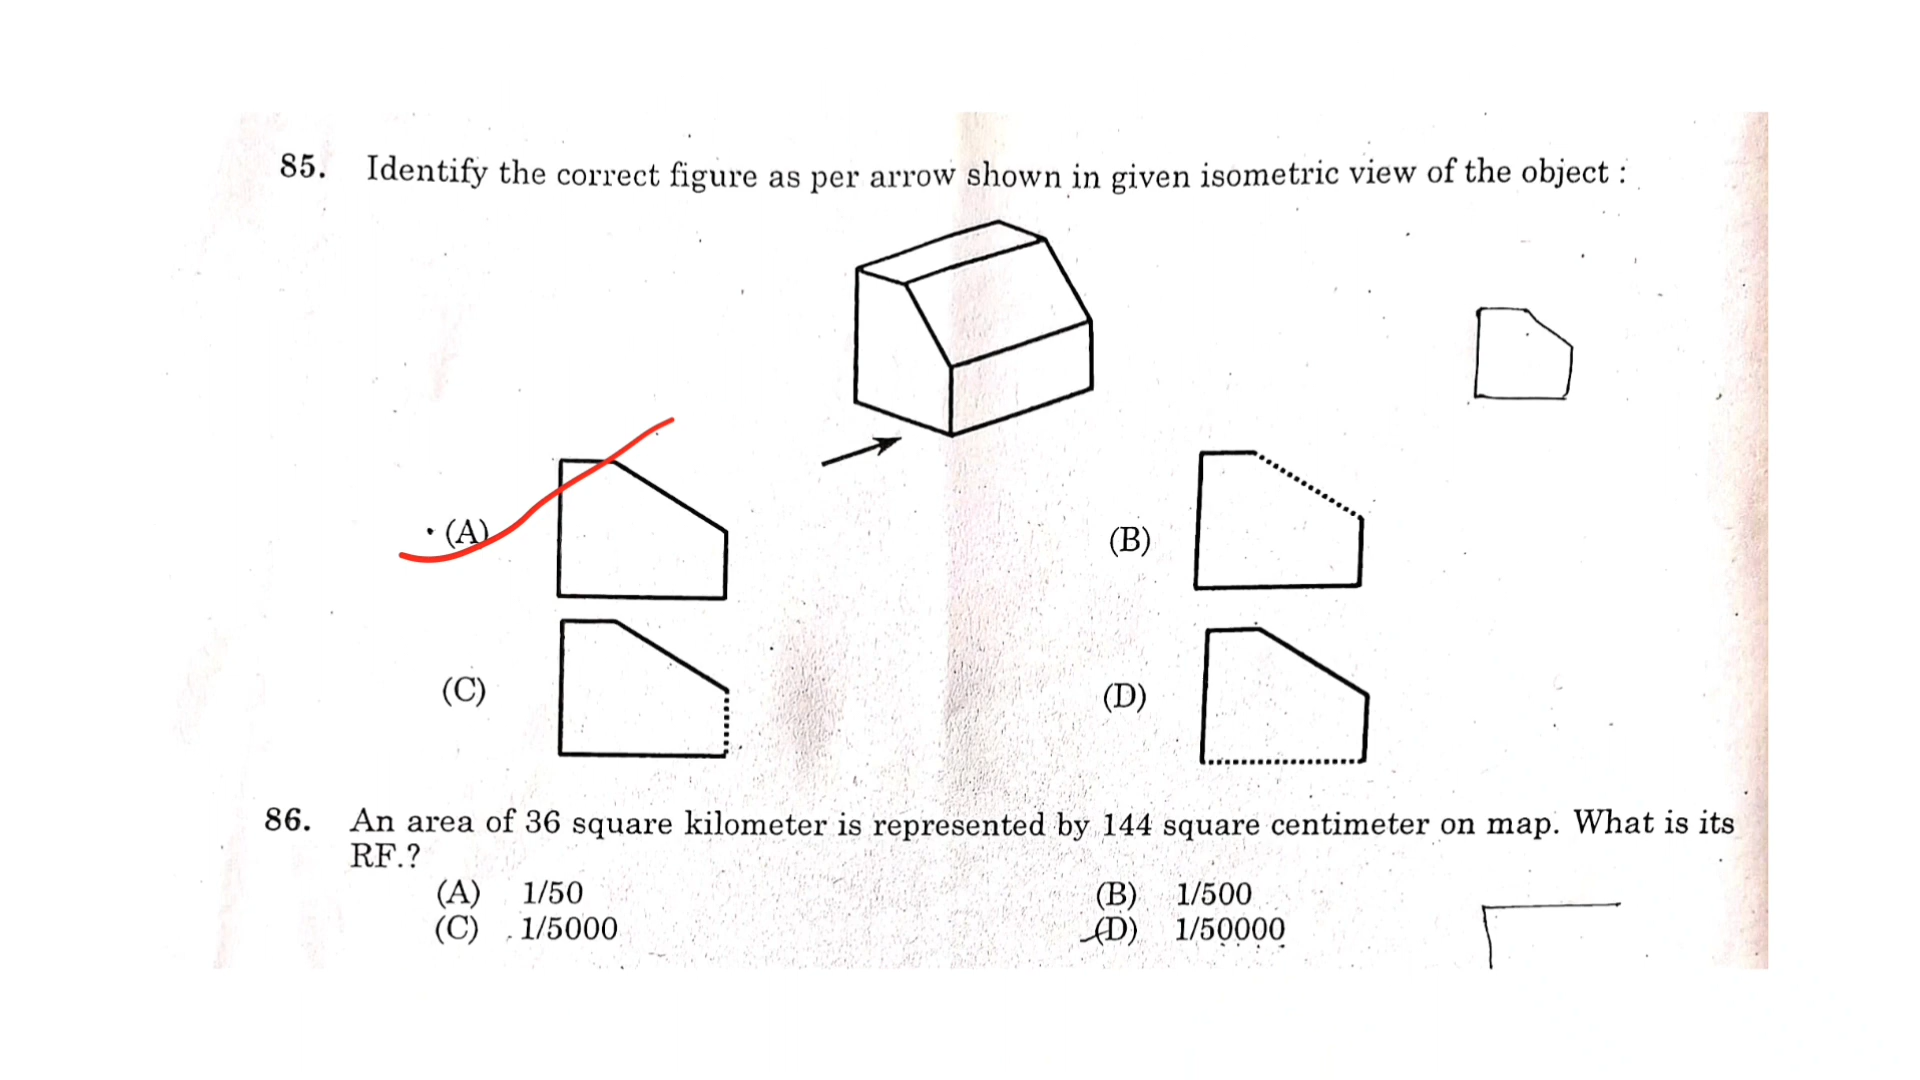 85. Identify the correct figure as per arrow shown in given isometric view of the object :
(A)
(B)
(C)
(D)
86. An area of 36 square kilometer is represented by 144 square centimeter on map. What is its
RF.?
(A) 1/50
(B) 1/500
(C) 1/5000
(D) 1/50000